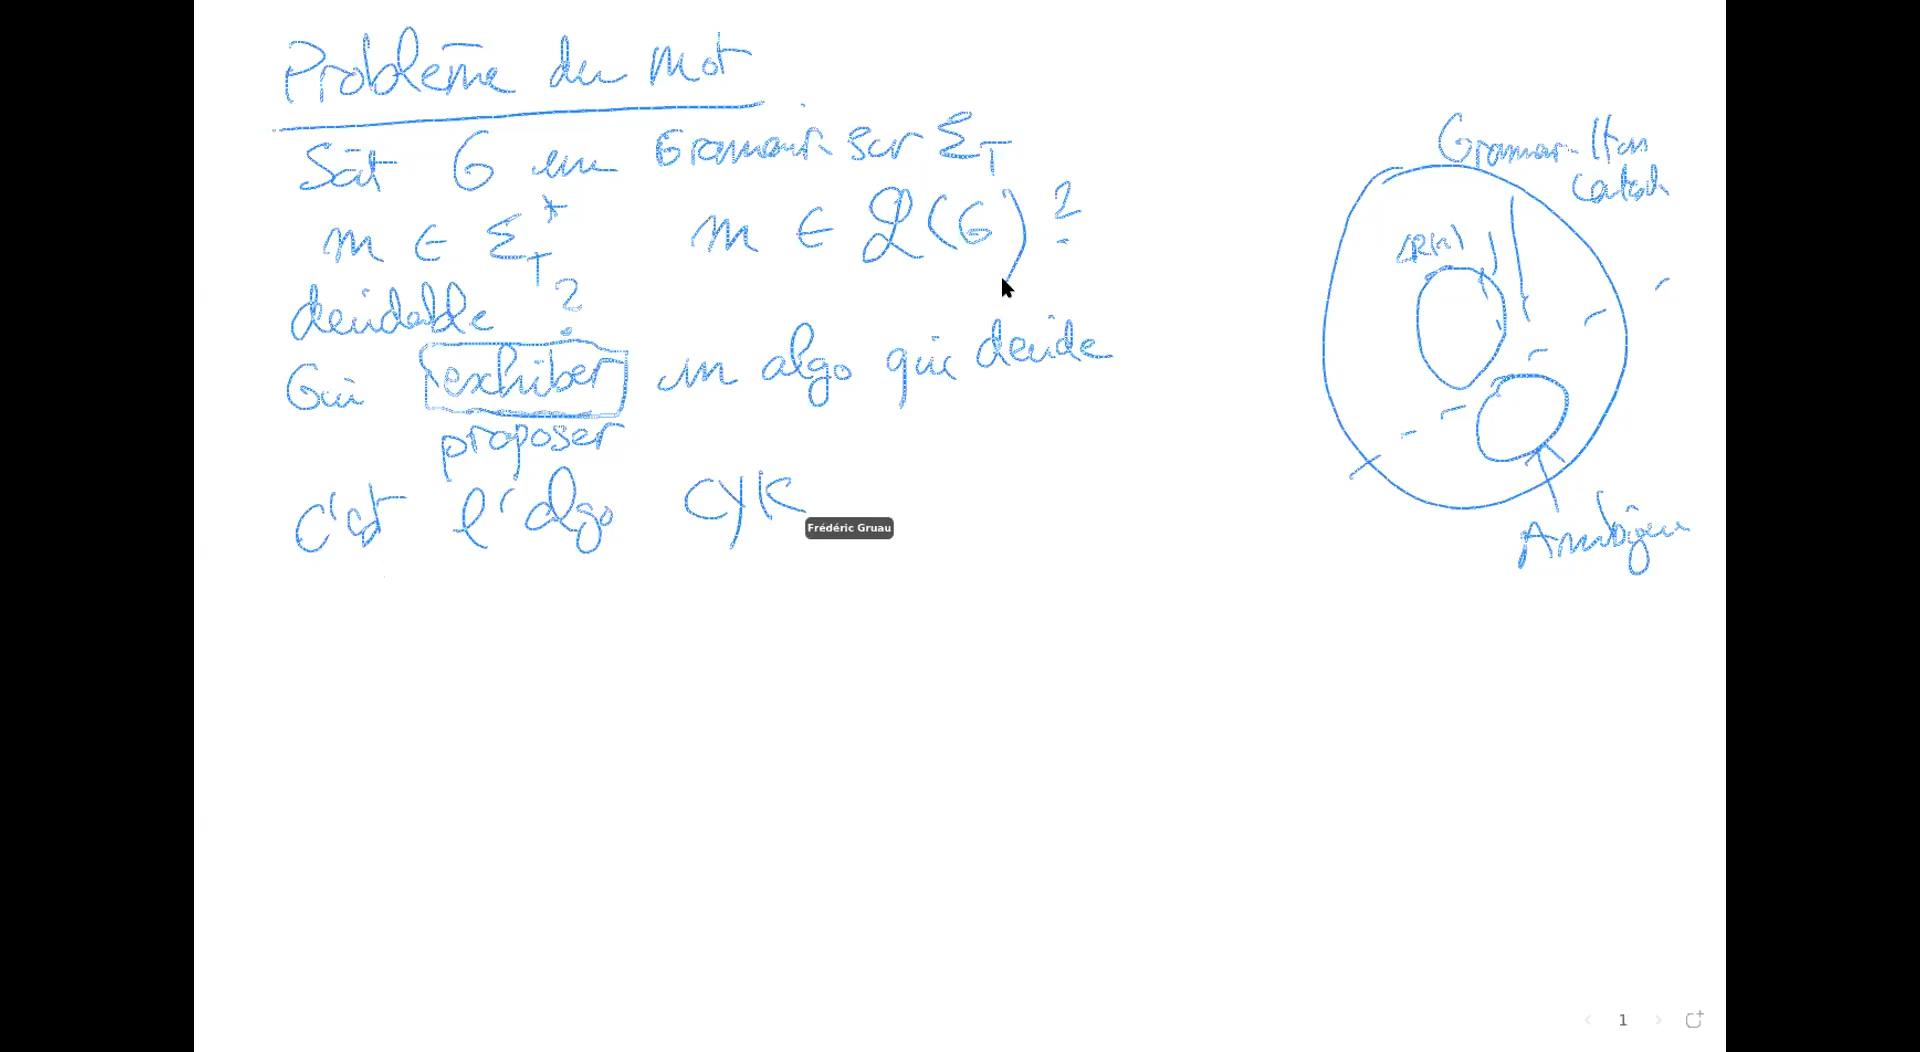 Problème du Mot
Soit G une Grammaire sur Σ_T
m ∈ Σ_T^* m ∈ L(G) ?
décidable ?
Oui exhiber un algo qui décide
proposer
C'est l'algo CYK
Frédéric Gruau
Grammaire Hors
LR(n)
Ambigüe
1